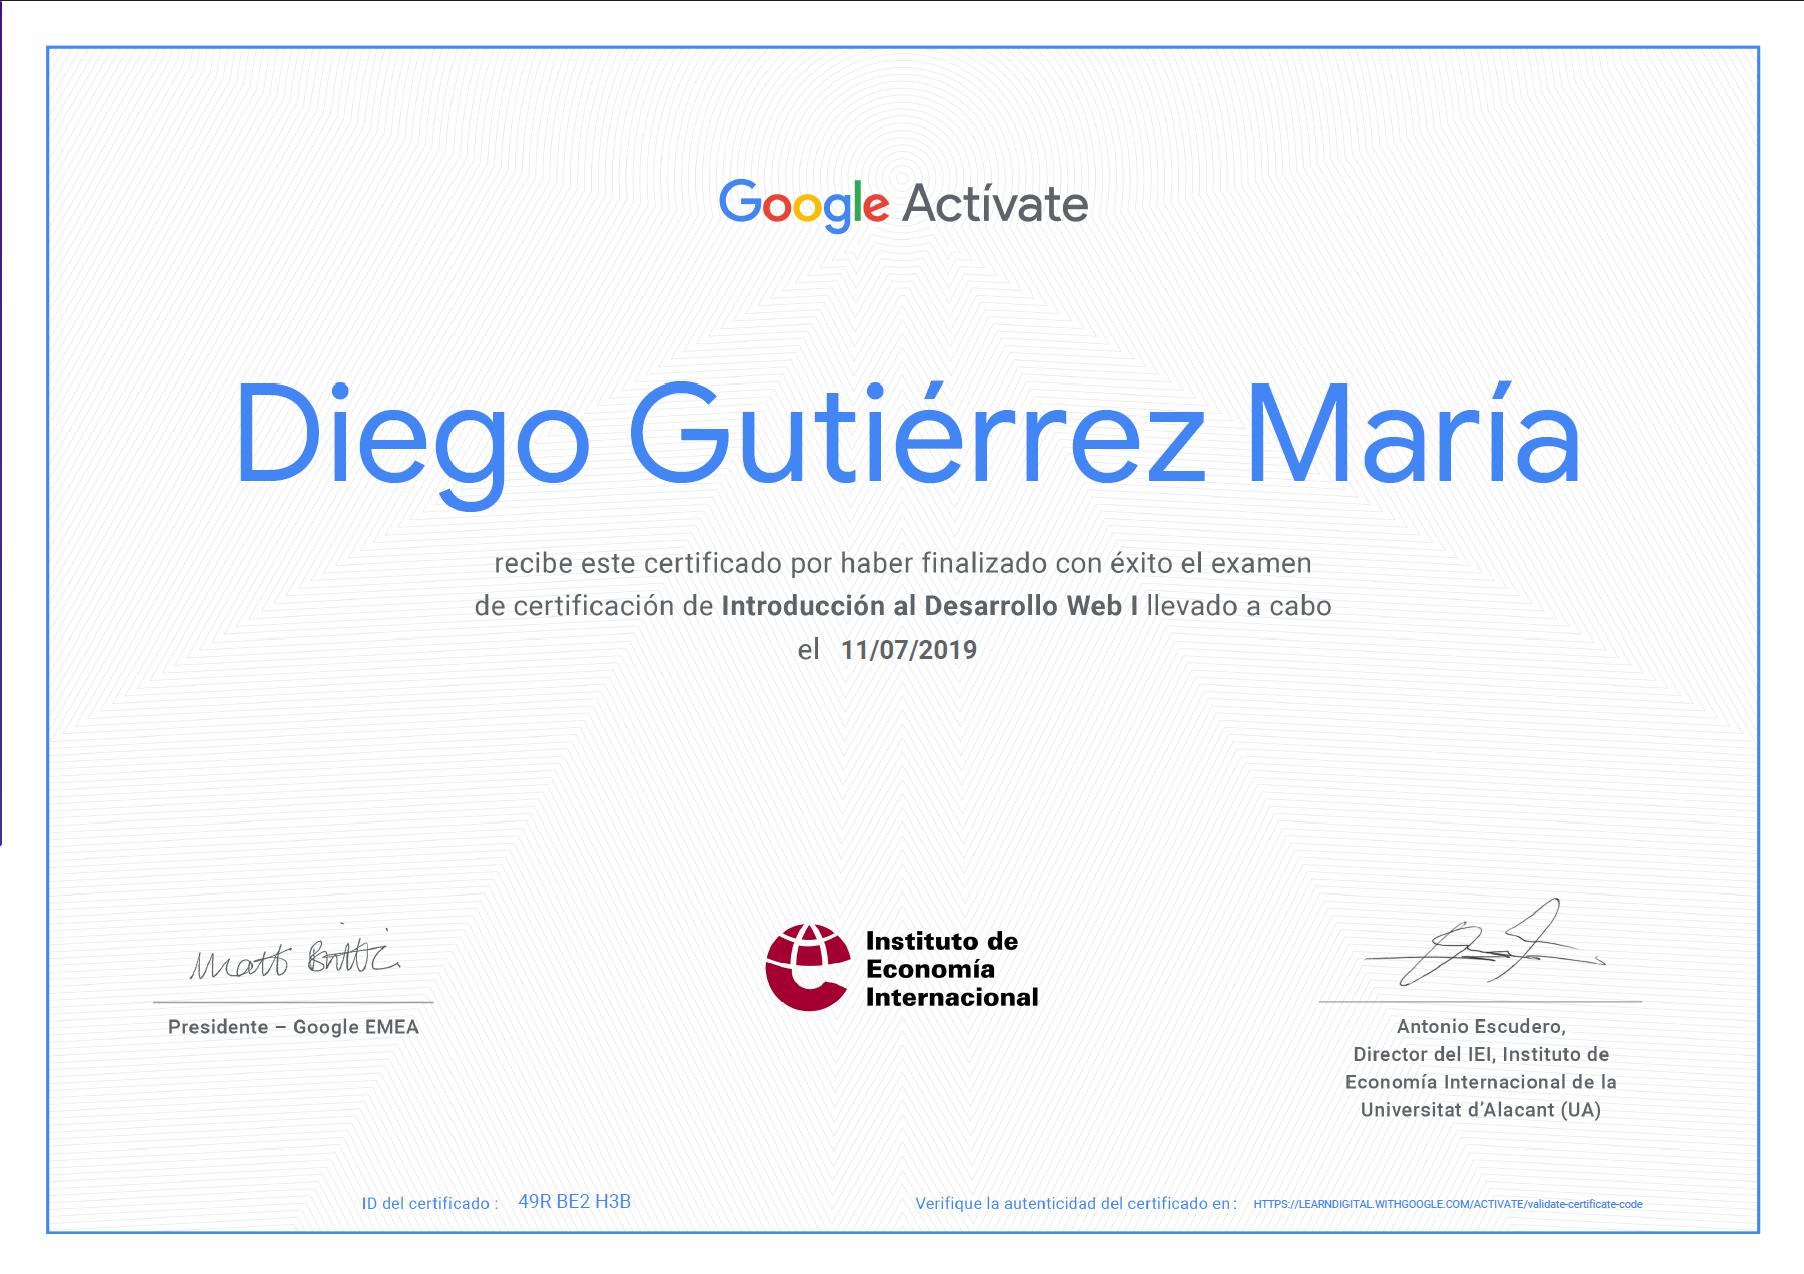 Google Actívate
Diego Gutiérrez María
recibe este certificado por haber finalizado con éxito el examen
de certificación de Introducción al Desarrollo Web I llevado a cabo
el 11/07/2019
Matt Brittin
Presidente – Google EMEA
Instituto de
Economía
Internacional
Antonio Escudero,
Director del IEI, Instituto de
Economía Internacional de la
Universitat d’Alacant (UA)
ID del certificado : 49R BE2 H3B
Verifique la autenticidad del certificado en : HTTPS://LEARNDIGITAL.WITHGOOGLE.COM/ACTIVATE/validate-certificate-code